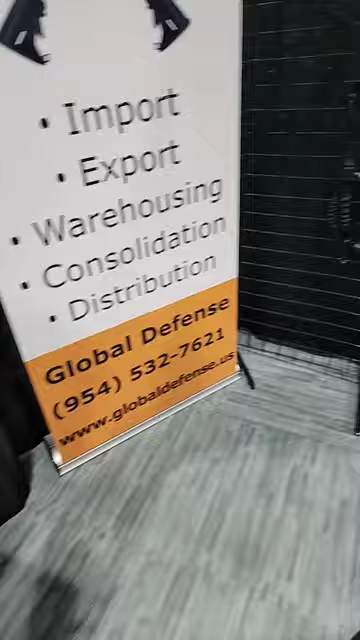 • Import
• Export
• Warehousing
• Consolidation
• Distribution
Global Defense
(954) 532-7621
www.globaldefense.us